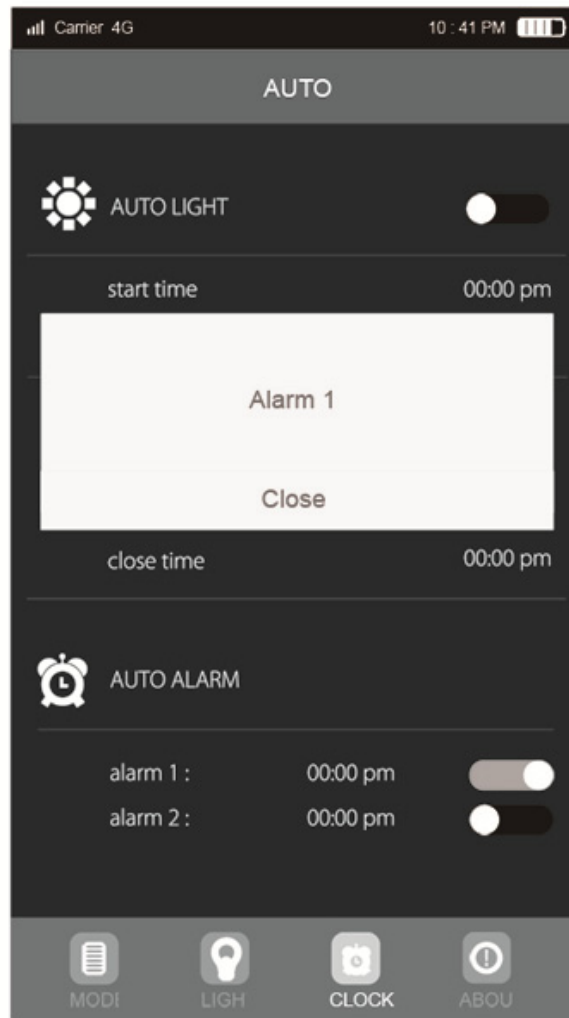 Carrier 4G 10 : 41 PM
AUTO
AUTO LIGHT
start time 00:00 pm
Alarm 1
Close
close time 00:00 pm
AUTO ALARM
alarm 1 : 00:00 pm
alarm 2 : 00:00 pm
MODE LIGH CLOCK ABOU